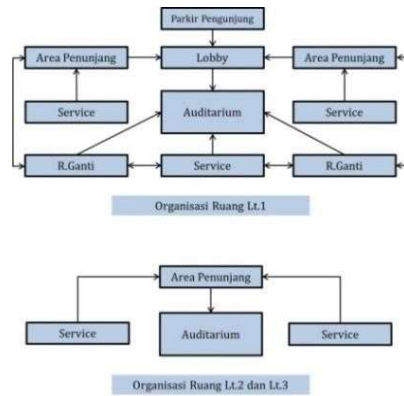 Parkir Pengunjung
Area Penunjang
Lobby
Area Penunjang
Service
Auditarium
Service
R.Ganti
Service
R.Ganti
Organisasi Ruang Lt.1
Area Penunjang
Service
Auditarium
Service
Organisasi Ruang Lt.2 dan Lt.3